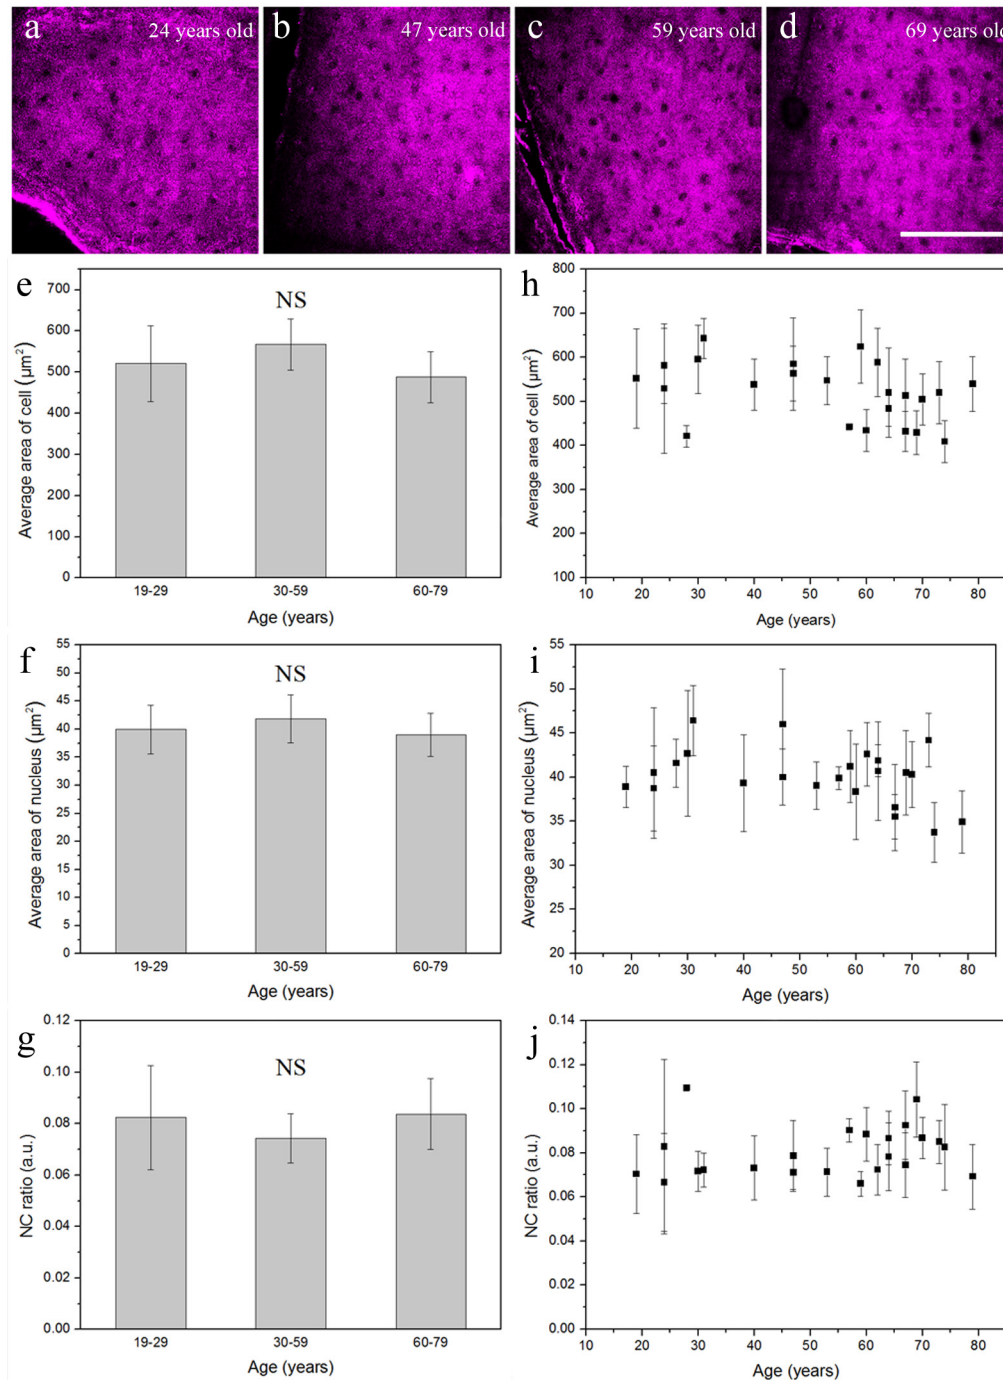 a 24 years old b 47 years old c 59 years old d 69 years old
e
700
600
500
400
300
200
100
0
NS
Average area of cell (µm²)
19-29 30-59 60-79
Age (years)
h
800
700
600
500
400
300
200
100
Average area of cell (µm²)
10 20 30 40 50 60 70 80
Age (years)
f
55
50
45
40
35
30
25
20
15
10
5
0
NS
Average area of nucleus (µm²)
19-29 30-59 60-79
Age (years)
i
55
50
45
40
35
30
25
20
Average area of nucleus (µm²)
10 20 30 40 50 60 70 80
Age (years)
g
0.12
0.10
0.08
0.06
0.04
0.02
0.00
NS
NC ratio (a.u.)
19-29 30-59 60-79
Age (years)
j
0.14
0.12
0.10
0.08
0.06
0.04
0.02
0.00
NC ratio (a.u.)
10 20 30 40 50 60 70 80
Age (years)